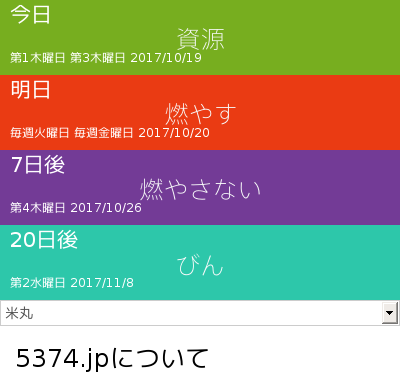 今日
資源
第1木曜日 第3木曜日 2017/10/19
明日
燃やす
毎週火曜日 毎週金曜日 2017/10/20
7日後
燃やさない
第4木曜日 2017/10/26
20日後
びん
第2水曜日 2017/11/8
米丸
5374.jpについて